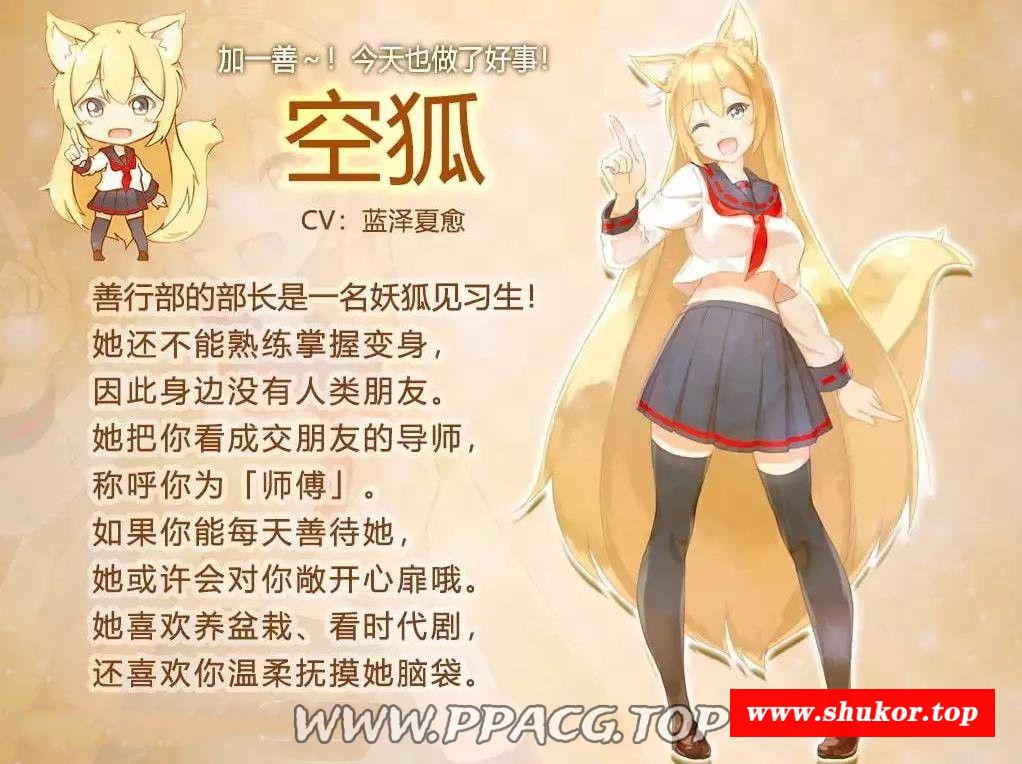 加一善~！今天也做了好事！
空狐
CV：蓝泽夏愈
善行部的部长是一名妖狐见习生！
她还不能熟练掌握变身，
因此身边没有人类朋友。
她把你看成交朋友的导师，
称呼你为「师傅」。
如果你能每天善待她，
她或许会对你敞开心扉哦。
她喜欢养盆栽、看时代剧，
还喜欢你温柔抚摸她脑袋。
WWW.PPACG.TOP
www.shukor.top